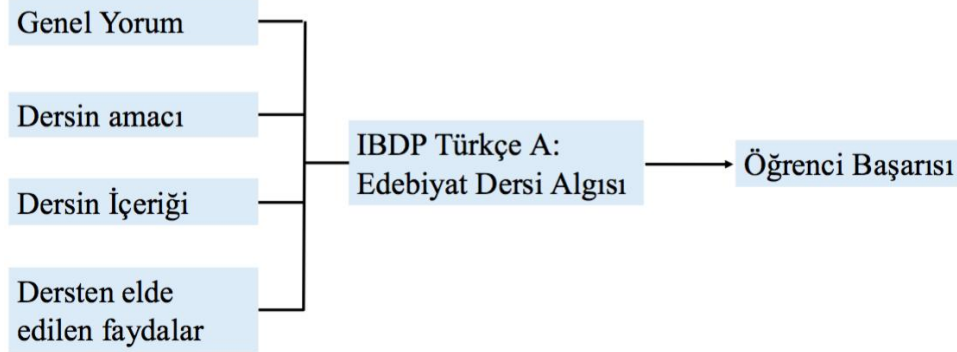 Genel Yorum
Dersin amacı
Dersin İçeriği
Dersten elde
edilen faydalar
IBDP Türkçe A:
Edebiyat Dersi Algısı
Öğrenci Başarısı